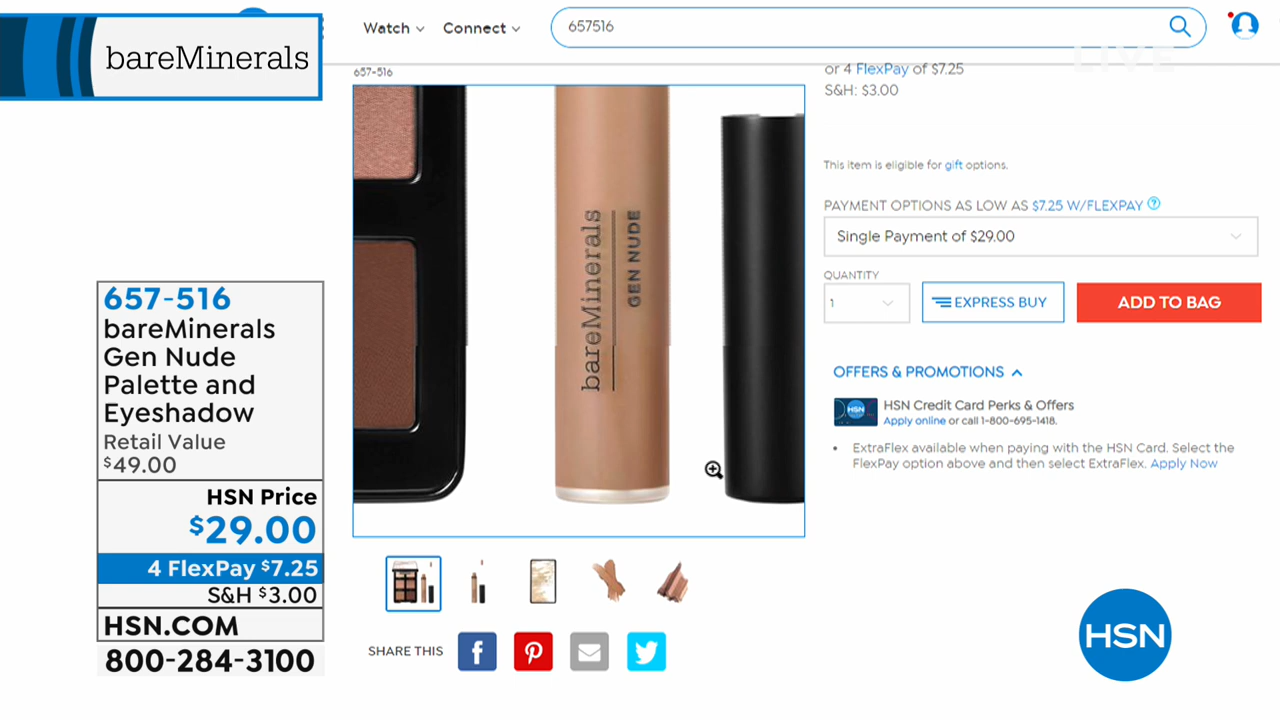 bareMinerals
Watch
Connect
657516
LIVE
657-516
or 4 FlexPay of $7.25
S&H: $3.00
This item is eligible for gift options.
PAYMENT OPTIONS AS LOW AS $7.25 W/FLEXPAY ?
Single Payment of $29.00
QUANTITY
1
EXPRESS BUY
ADD TO BAG
OFFERS & PROMOTIONS
HSN
HSN Credit Card Perks & Offers
Apply online or call 1-800-695-1418.
• ExtraFlex available when paying with the HSN Card. Select the
FlexPay option above and then select ExtraFlex. Apply Now
bareMinerals
GEN NUDE
657-516
bareMinerals
Gen Nude
Palette and
Eyeshadow
Retail Value
$49.00
HSN Price
$29.00
4 FlexPay $7.25
S&H $3.00
HSN.COM
800-284-3100
SHARE THIS
HSN